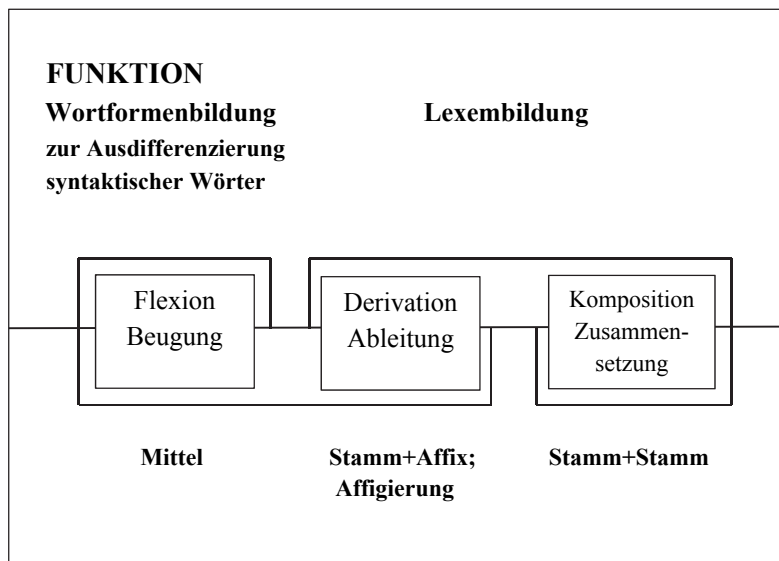 FUNKTION
Wortformenbildung
zur Ausdifferenzierung
syntaktischer Wörter
Lexembildung
Flexion
Beugung
Derivation
Ableitung
Komposition
Zusammen-
setzung
Mittel
Stamm+Affix;
Affigierung
Stamm+Stamm